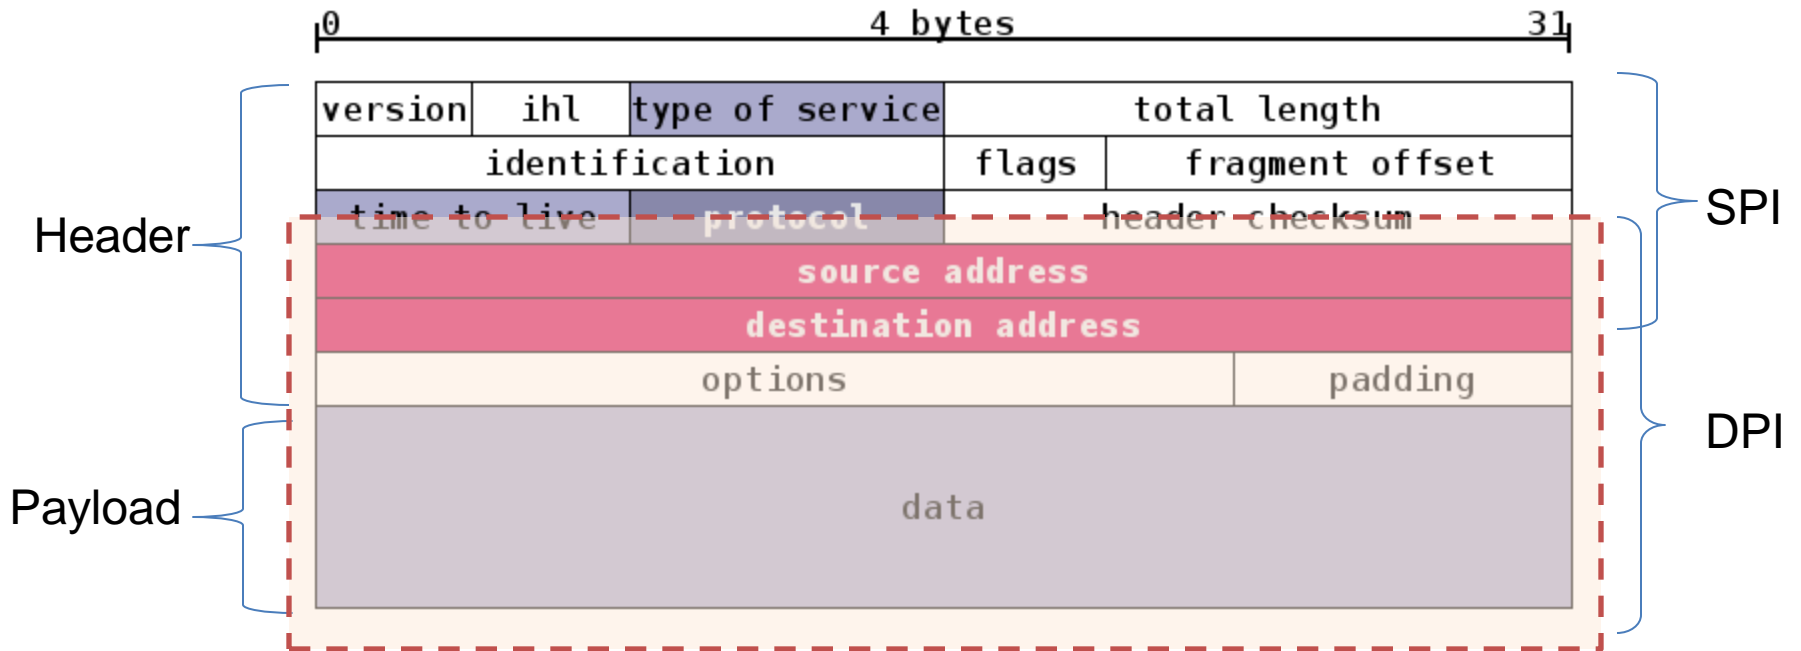 0 4 bytes 31
version ihl type of service total length
identification flags fragment offset
time to live protocol header checksum
Header
SPI
source address
destination address
options padding
DPI
Payload
data